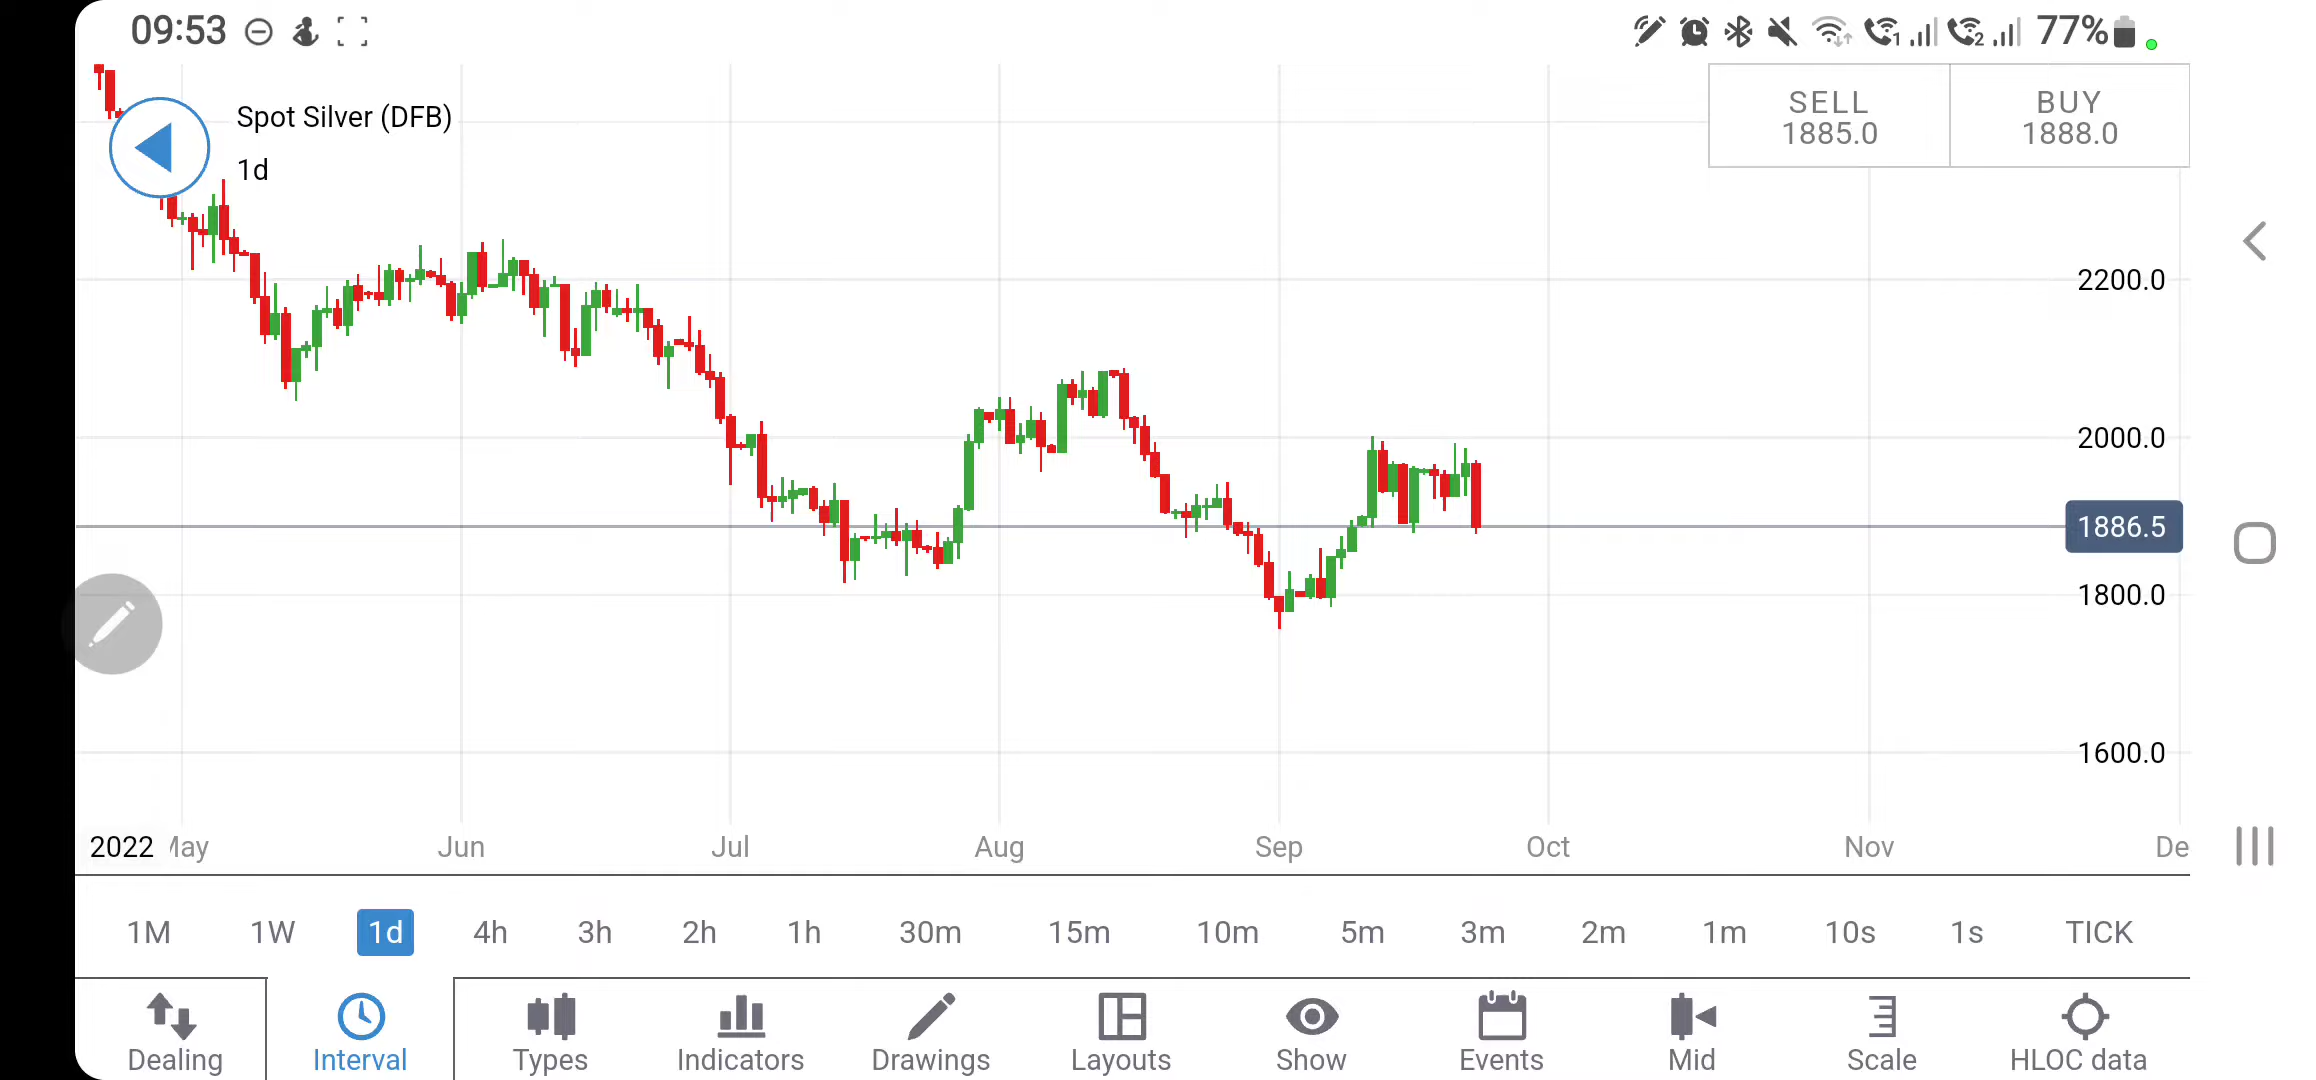 09:53
77%
Spot Silver (DFB)
1d
SELL
1885.0
BUY
1888.0
2200.0
2000.0
1886.5
1800.0
1600.0
2022 May Jun Jul Aug Sep Oct Nov De
1M 1W 1d 4h 3h 2h 1h 30m 15m 10m 5m 3m 2m 1m 10s 1s TICK
Dealing Interval Types Indicators Drawings Layouts Show Events Mid Scale HLOC data